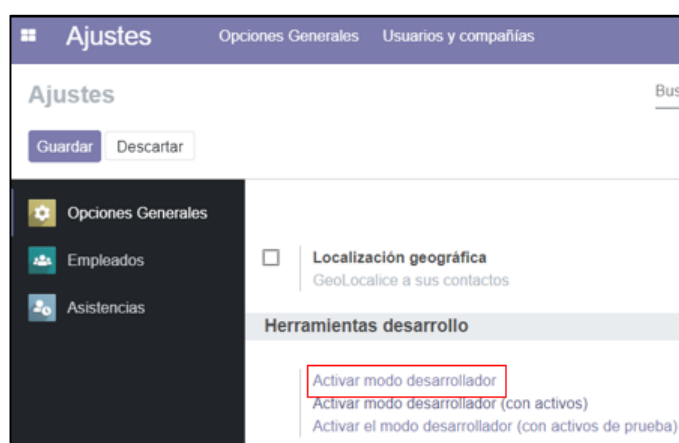 Ajustes Opciones Generales Usuarios y compañías
Ajustes
Bus
Guardar Descartar
Opciones Generales
Empleados
Asistencias
Localización geográfica
GeoLocalice a sus contactos
Herramientas desarrollo
Activar modo desarrollador
Activar modo desarrollador (con activos)
Activar el modo desarrollador (con activos de prueba)